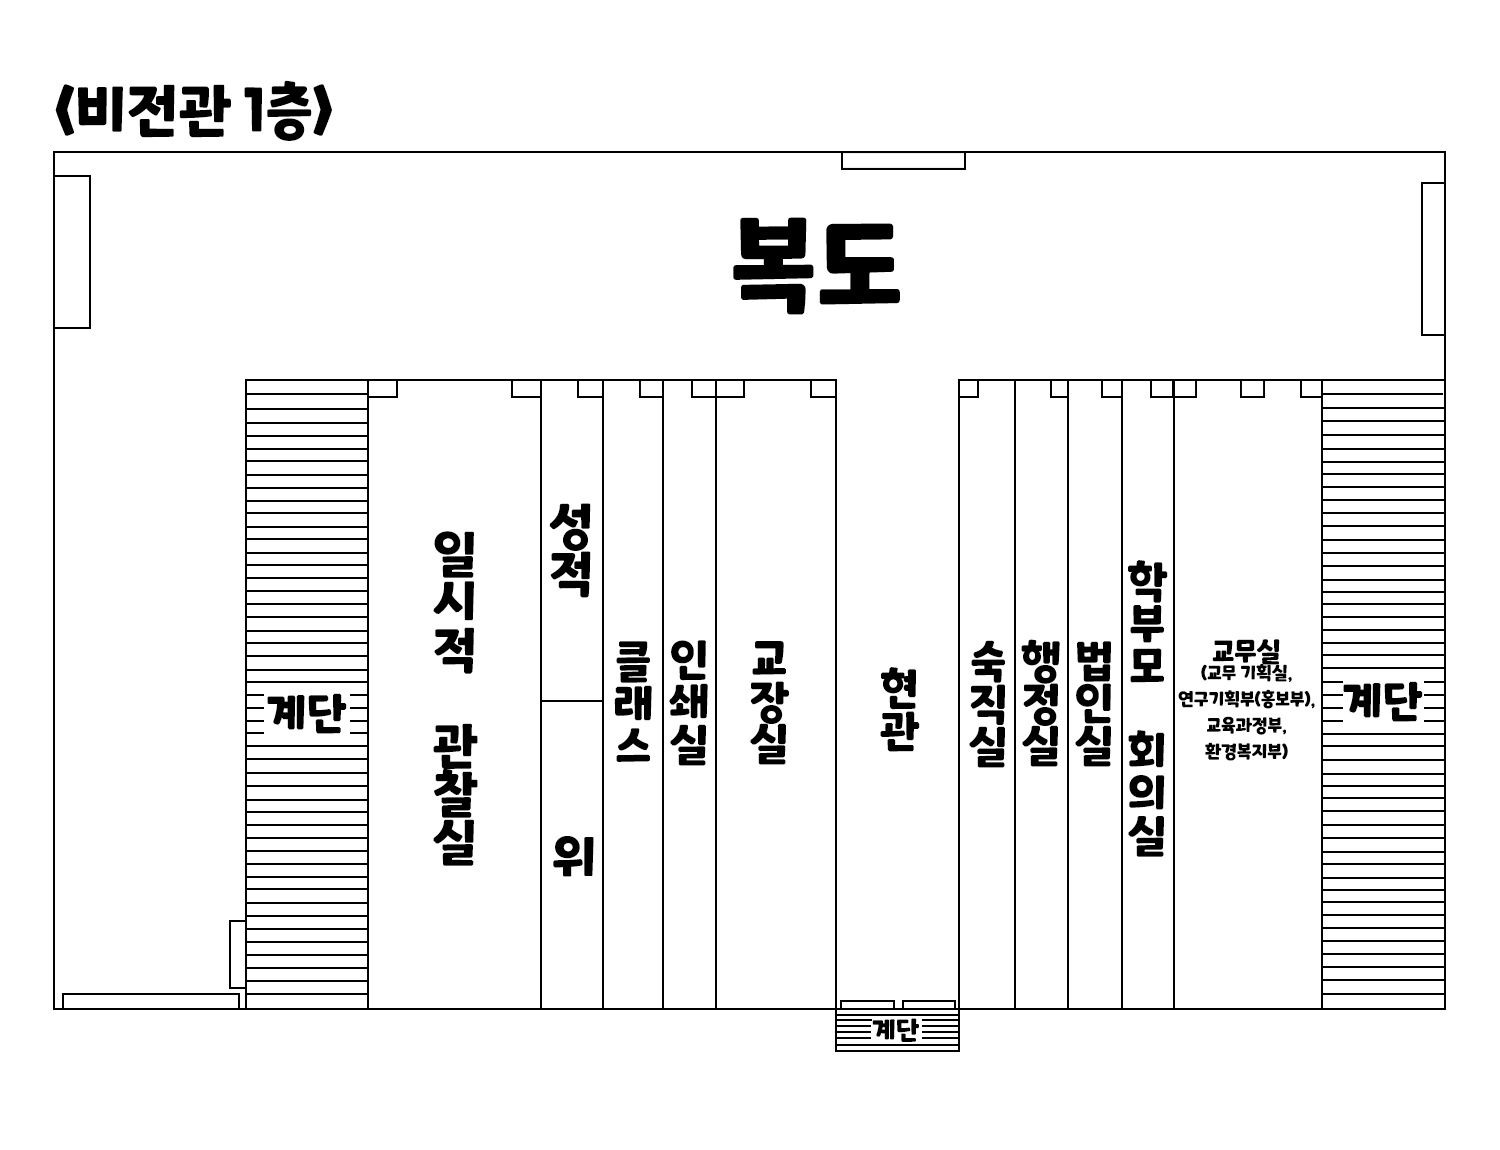 <비전관 1층>
복도
계단
일시적 관찰실
성적
위
클래스
인쇄실
교장실
현관
계단
숙직실
행정실
법인실
학부모 회의실
교무실
(교무 기획실,
연구기획부(홍보부),
교육과정부,
환경복지부)
계단